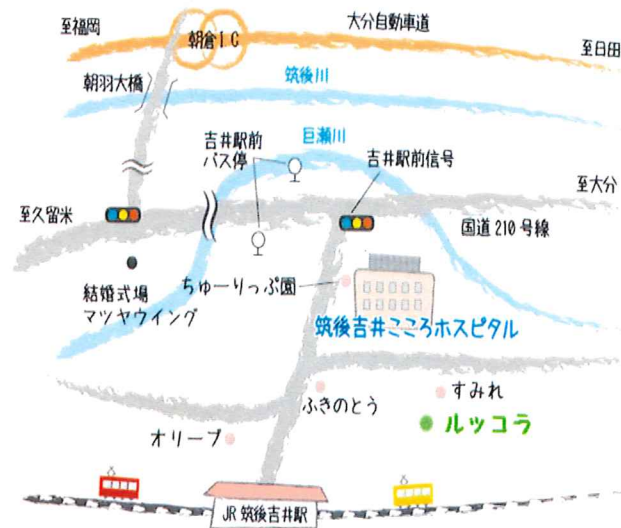 至福岡
朝倉IC
大分自動車道
至日田
朝羽大橋
筑後川
吉井駅前
バス停
巨瀬川
吉井駅前信号
至大分
至久留米
国道210号線
結婚式場
マツヤウイング
ちゅーりっぷ園
筑後吉井こころホスピタル
すみれ
ふきのとう
ルッコラ
オリーブ
JR 筑後吉井駅